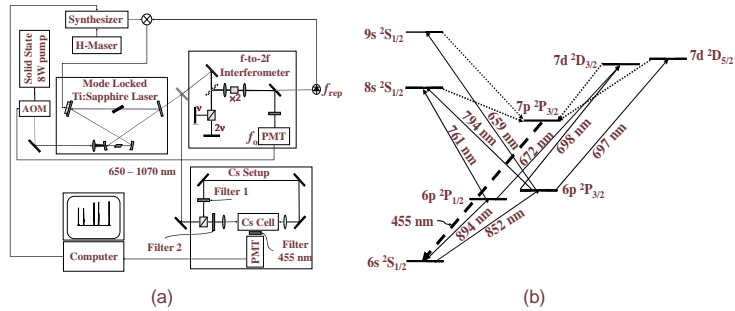 Synthesizer
H-Maser
Solid State
8W pump
AOM
Mode Locked
Ti:Sapphire Laser
f-to-2f
Interferometer
x2
ν
2ν
f_rep
f_o
PMT
650 – 1070 nm
Cs Setup
Filter 1
Filter 2
Cs Cell
Filter
455 nm
PMT
Computer
(a)
9s ²S₁/₂
8s ²S₁/₂
7d ²D₃/₂
7d ²D₅/₂
7p ²P₃/₂
761 nm
794 nm
659 nm
672 nm
698 nm
697 nm
6p ²P₁/₂
6p ²P₃/₂
455 nm
894 nm
852 nm
6s ²S₁/₂
(b)